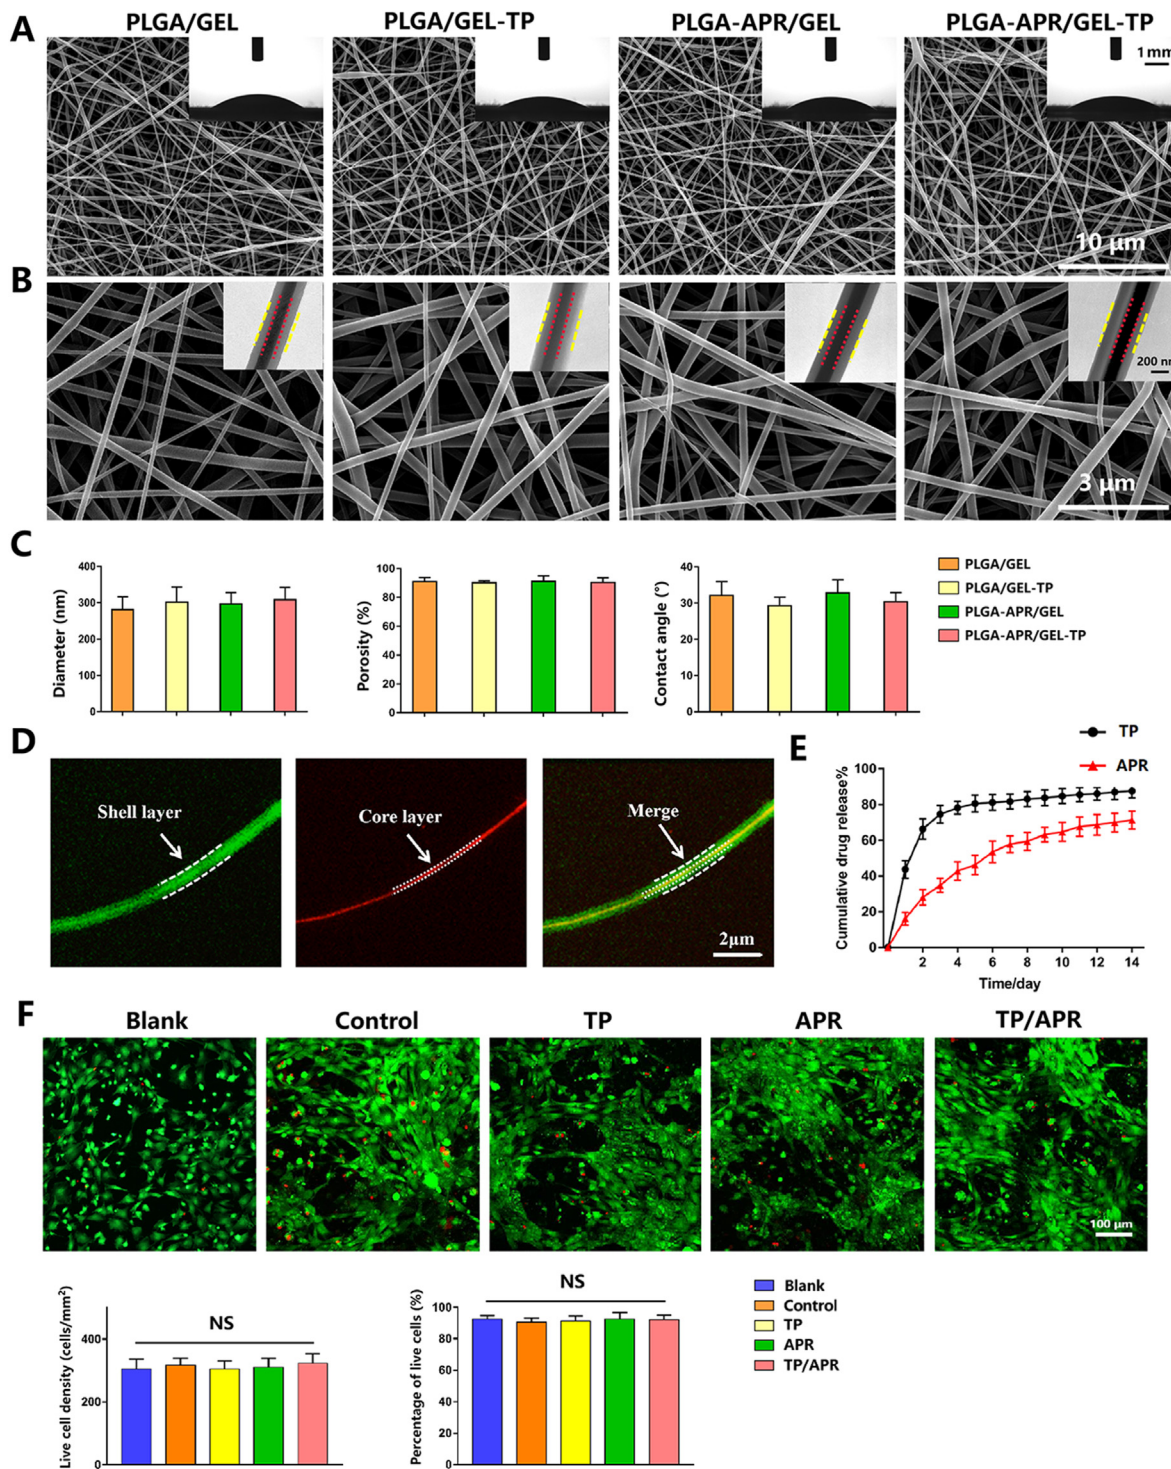 A
PLGA/GEL
PLGA/GEL-TP
PLGA-APR/GEL
PLGA-APR/GEL-TP
1 mm
10 μm
B
200 nm
3 μm
C
Diameter (nm)
400
300
200
100
0
Porosity (%)
100
80
60
40
20
0
Contact angle (°)
40
30
20
10
0
PLGA/GEL
PLGA/GEL-TP
PLGA-APR/GEL
PLGA-APR/GEL-TP
D
Shell layer
Core layer
Merge
2μm
E
TP
APR
Cumulative drug release%
100
80
60
40
20
0
2 4 6 8 10 12 14
Time/day
F
Blank
Control
TP
APR
TP/APR
100 μm
Live cell density (cells/mm²)
400
200
0
NS
Percentage of live cells (%)
100
80
60
40
20
0
NS
Blank
Control
TP
APR
TP/APR